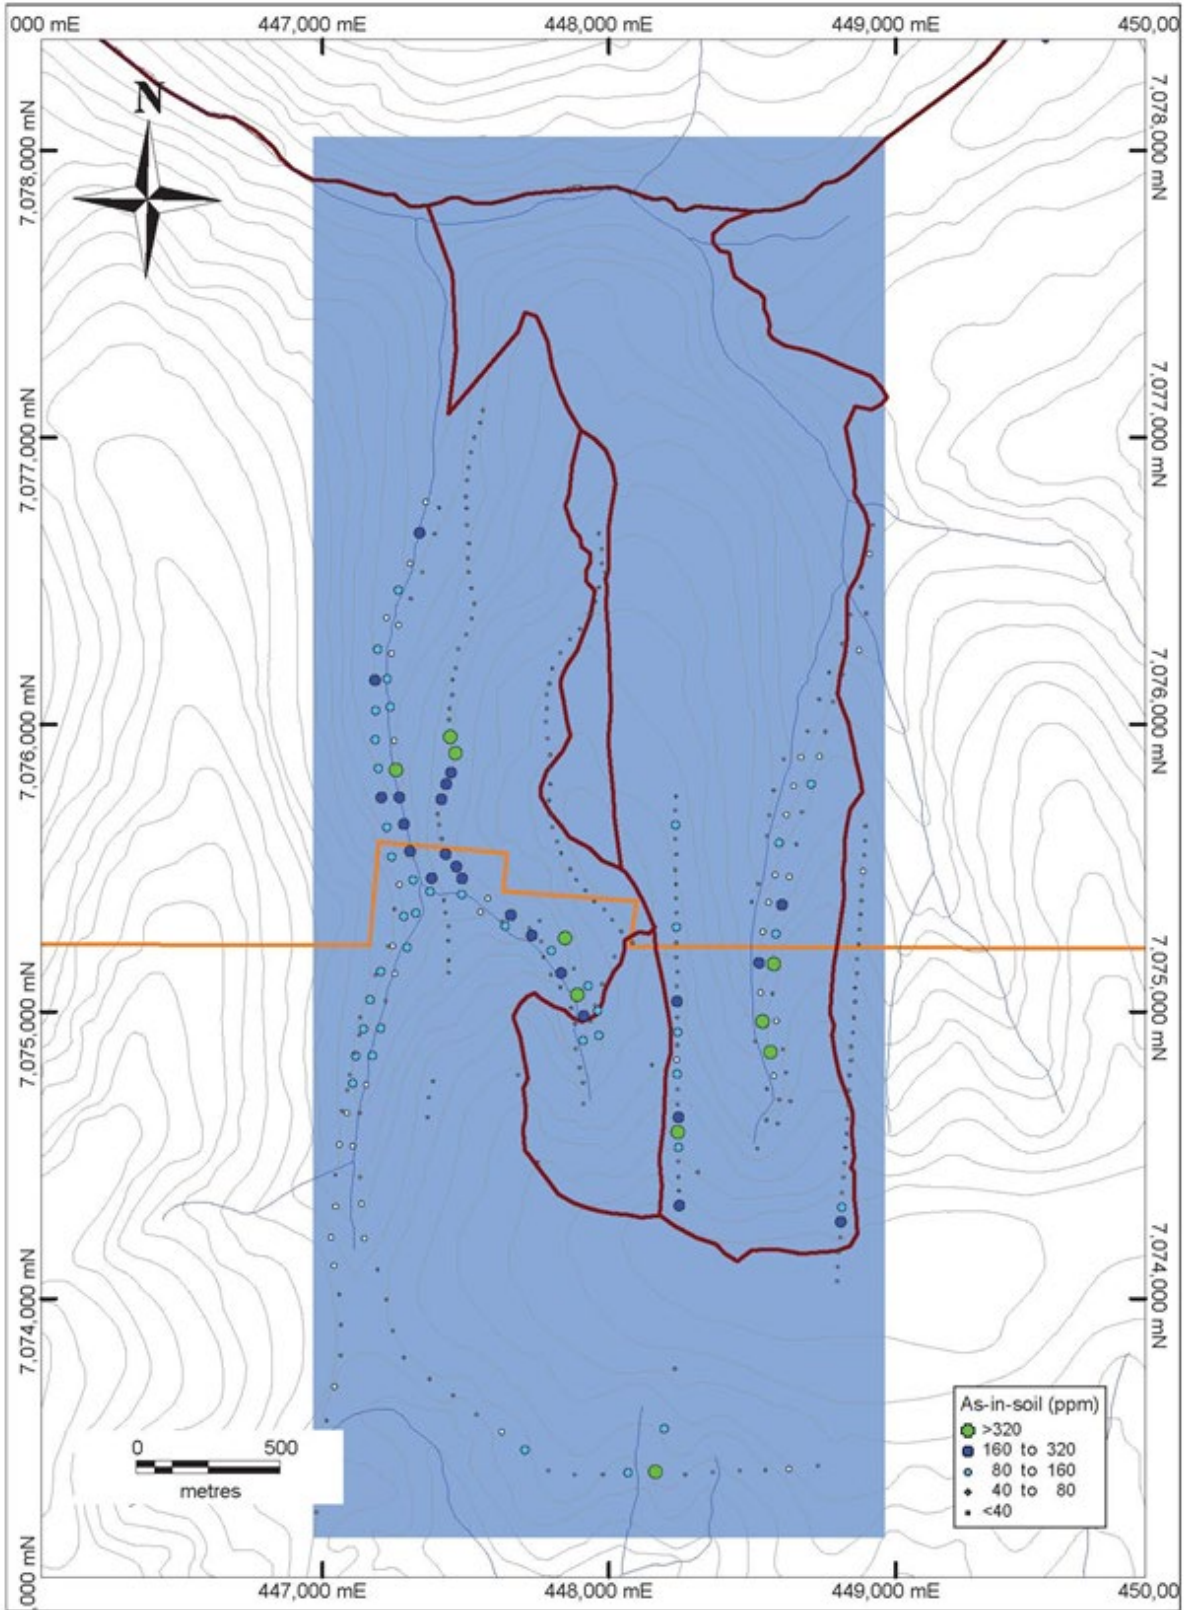 000 mE 447,000 mE 448,000 mE 449,000 mE 450,00
N
7,078,000 mN 7,078,000 mN
7,077,000 mN 7,077,000 mN
7,076,000 mN 7,076,000 mN
7,075,000 mN 7,075,000 mN
7,074,000 mN 7,074,000 mN
As-in-soil (ppm)
>320
160 to 320
80 to 160
40 to 80
<40
0 500
metres
,000 mN
447,000 mE 448,000 mE 449,000 mE 450,00